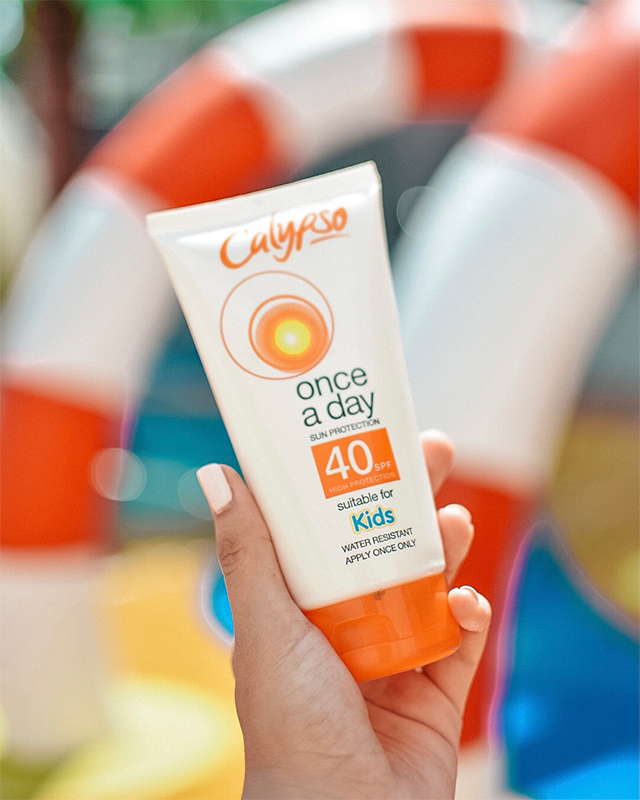 Calypso
once
a day
SUN PROTECTION
40 SPF
HIGH PROTECTION
suitable for
Kids
WATER RESISTANT
APPLY ONCE ONLY